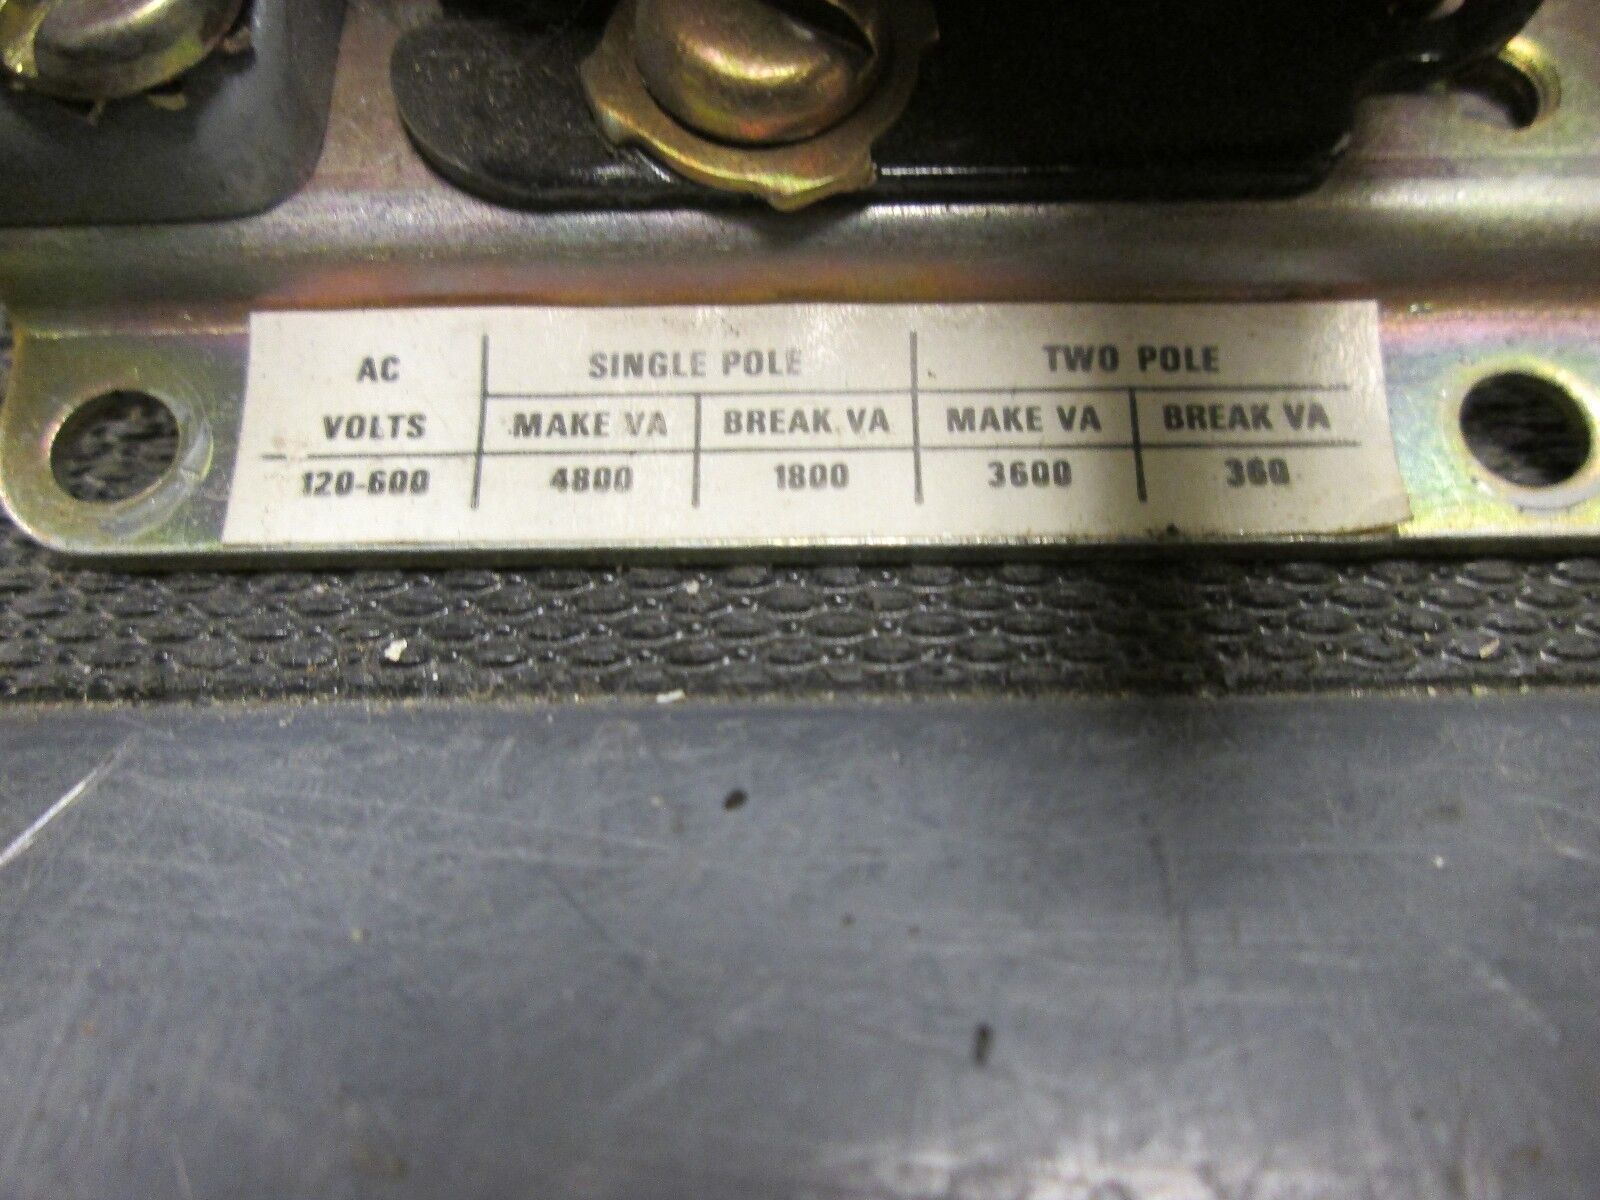 AC SINGLE POLE TWO POLE
VOLTS MAKE VA BREAK VA MAKE VA BREAK VA
120-600 4800 1800 3600 360